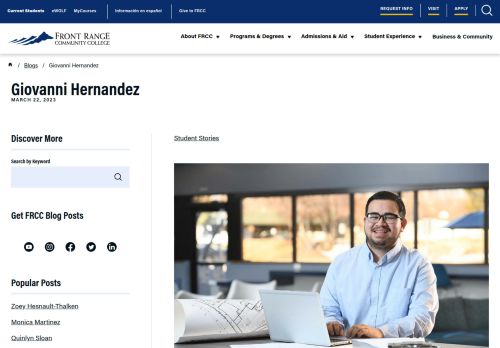 Current Students eWOLF MyCourses Información en español Give to FRCC REQUEST INFO VISIT APPLY
FRONT RANGE
COMMUNITY COLLEGE
About FRCC Programs & Degrees Admissions & Aid Student Experience Business & Community
/ Blogs / Giovanni Hernandez
Giovanni Hernandez
MARCH 22, 2023
Discover More
Search by Keyword
Get FRCC Blog Posts
Popular Posts
Zoey Hesnault-Thalken
Monica Martinez
Quinlyn Sloan
Student Stories